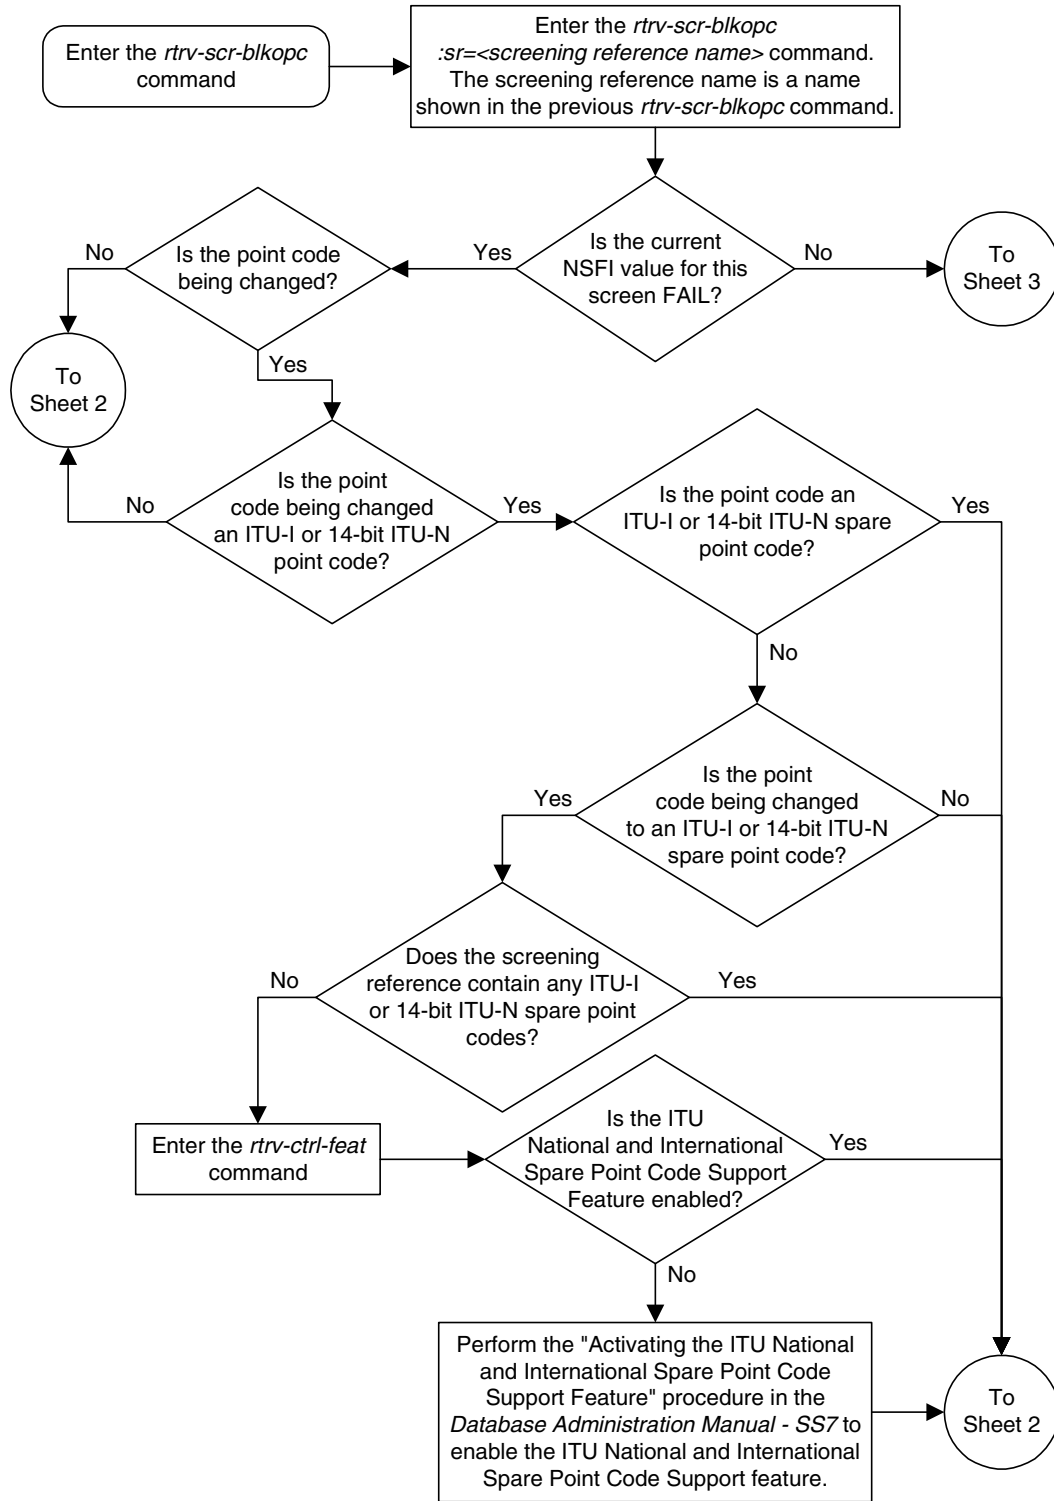 Enter the rtrv-scr-blkopc
command
Enter the rtrv-scr-blkopc
:sr=<screening reference name> command.
The screening reference name is a name
shown in the previous rtrv-scr-blkopc command.
Is the current
NSFI value for this
screen FAIL?
Yes
No
To
Sheet 3
Is the point code
being changed?
No
Yes
To
Sheet 2
Is the point
code being changed
an ITU-I or 14-bit ITU-N
point code?
No
Yes
Is the point code an
ITU-I or 14-bit ITU-N spare
point code?
Yes
No
Is the point
code being changed
to an ITU-I or 14-bit ITU-N
spare point code?
Yes
No
Does the screening
reference contain any ITU-I
or 14-bit ITU-N spare point
codes?
No
Yes
Enter the rtrv-ctrl-feat
command
Is the ITU
National and International
Spare Point Code Support
Feature enabled?
Yes
No
Perform the "Activating the ITU National
and International Spare Point Code
Support Feature" procedure in the
Database Administration Manual - SS7 to
enable the ITU National and International
Spare Point Code Support feature.
To
Sheet 2